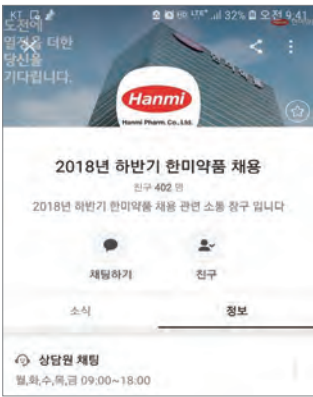 KT 32% 오전 9:41
도전에
열정을 더한
당신을
기다립니다.
Hanmi
Hanmi Pharm. Co., Ltd.
2018년 하반기 한미약품 채용
친구 402 명
2018년 하반기 한미약품 채용 관련 소통 창구 입니다
채팅하기 친구
소식 정보
상담원 채팅
월,화,수,목,금 09:00~18:00